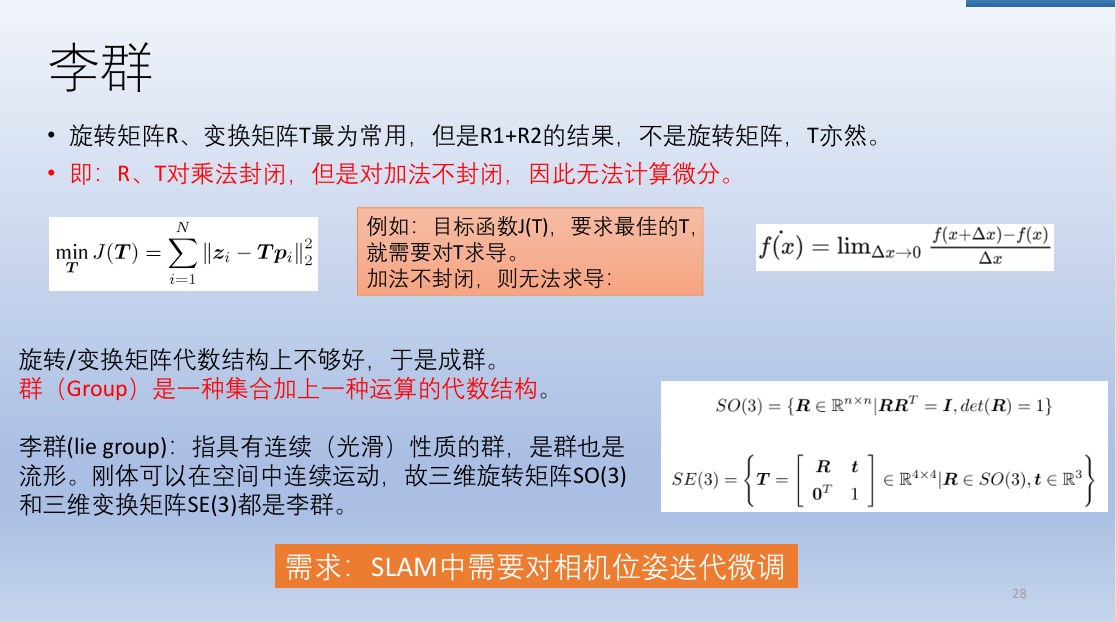 李群
• 旋转矩阵R、变换矩阵T最为常用，但是R1+R2的结果，不是旋转矩阵，T亦然。
• 即：R、T对乘法封闭，但是对加法不封闭，因此无法计算微分。
min_T J(T) = ∑_{i=1}^{N} ‖z_i − Tp_i‖_2^2
例如：目标函数J(T)，要求最佳的T,
就需要对T求导。
加法不封闭，则无法求导：
f(ẋ) = lim_{Δx→0} \frac{f(x+Δx)−f(x)}{Δx}
旋转/变换矩阵代数结构上不够好，于是成群。
群（Group）是一种集合加上一种运算的代数结构。
李群(lie group)：指具有连续（光滑）性质的群，是群也是
流形。刚体可以在空间中连续运动，故三维旋转矩阵SO(3)
和三维变换矩阵SE(3)都是李群。
SO(3) = {R ∈ ℝ^{n×n}|RR^T = I, det(R) = 1}
SE(3) = { T = [ R t ; 0^T 1 ] ∈ ℝ^{4×4}|R ∈ SO(3), t ∈ ℝ^3 }
需求：SLAM中需要对相机位姿迭代微调
28